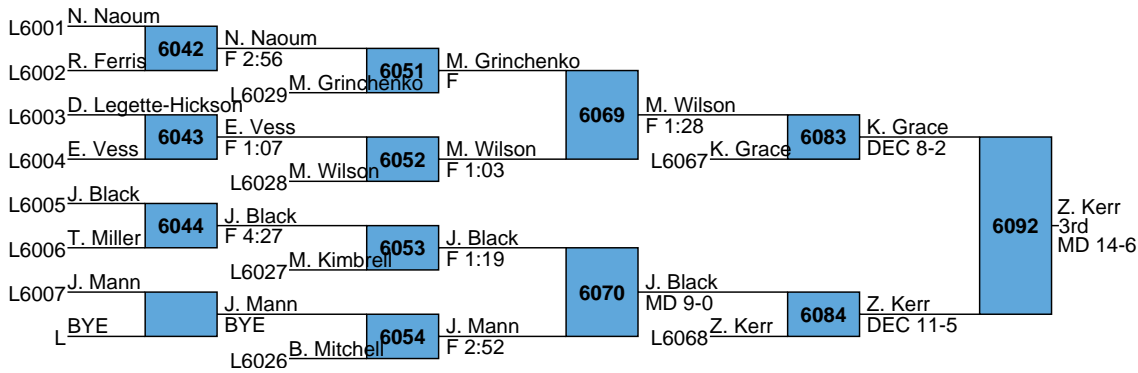 L6001 N. Naoum
L6002 R. Ferris
6042
N. Naoum
F 2:56
L6003 D. Legette-Hickson
L6004 E. Vess
6043
E. Vess
F 1:07
L6005 J. Black
L6006 T. Miller
6044
J. Black
F 4:27
L6007 J. Mann
L BYE
J. Mann
BYE
L6029 M. Grinchenko
6051
M. Grinchenko
F
L6028 M. Wilson
6052
M. Wilson
F 1:03
L6027 M. Kimbrell
6053
J. Black
F 1:19
L6026 B. Mitchell
6054
J. Mann
F 2:52
6069
M. Wilson
F 1:28
6070
J. Black
MD 9-0
L6067 K. Grace
6083
K. Grace
DEC 8-2
L6068 Z. Kerr
6084
Z. Kerr
DEC 11-5
6092
Z. Kerr
3rd
MD 14-6